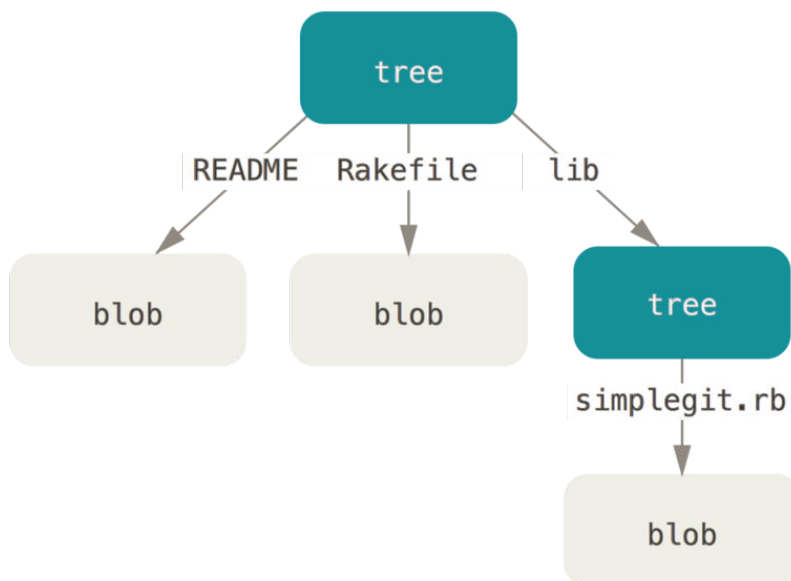 tree
README Rakefile lib
blob blob tree
simplegit.rb
blob